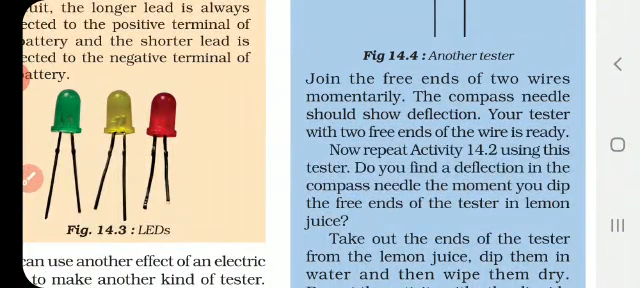 uit, the longer lead is always
ected to the positive terminal of
battery and the shorter lead is
ected to the negative terminal of
battery.
Fig. 14.3 : LEDs
can use another effect of an electric
to make another kind of tester.
Fig 14.4 : Another tester
Join the free ends of two wires
momentarily. The compass needle
should show deflection. Your tester
with two free ends of the wire is ready.
Now repeat Activity 14.2 using this
tester. Do you find a deflection in the
compass needle the moment you dip
the free ends of the tester in lemon
juice?
Take out the ends of the tester
from the lemon juice, dip them in
water and then wipe them dry.